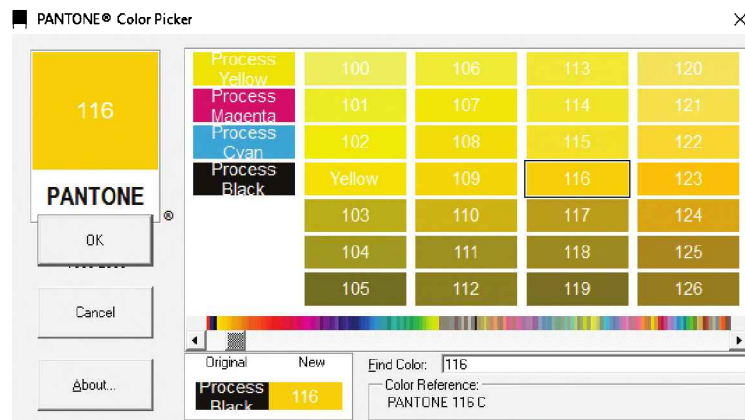 PANTONE® Color Picker
116
PANTONE
®
OK
Cancel
About...
Process Yellow 100 106 113 120
Process Magenta 101 107 114 121
Process Cyan 102 108 115 122
Process Black Yellow 109 116 123
103 110 117 124
104 111 118 125
105 112 119 126
Original New
Process Black 116
Find Color: 116
Color Reference:
PANTONE 116 C